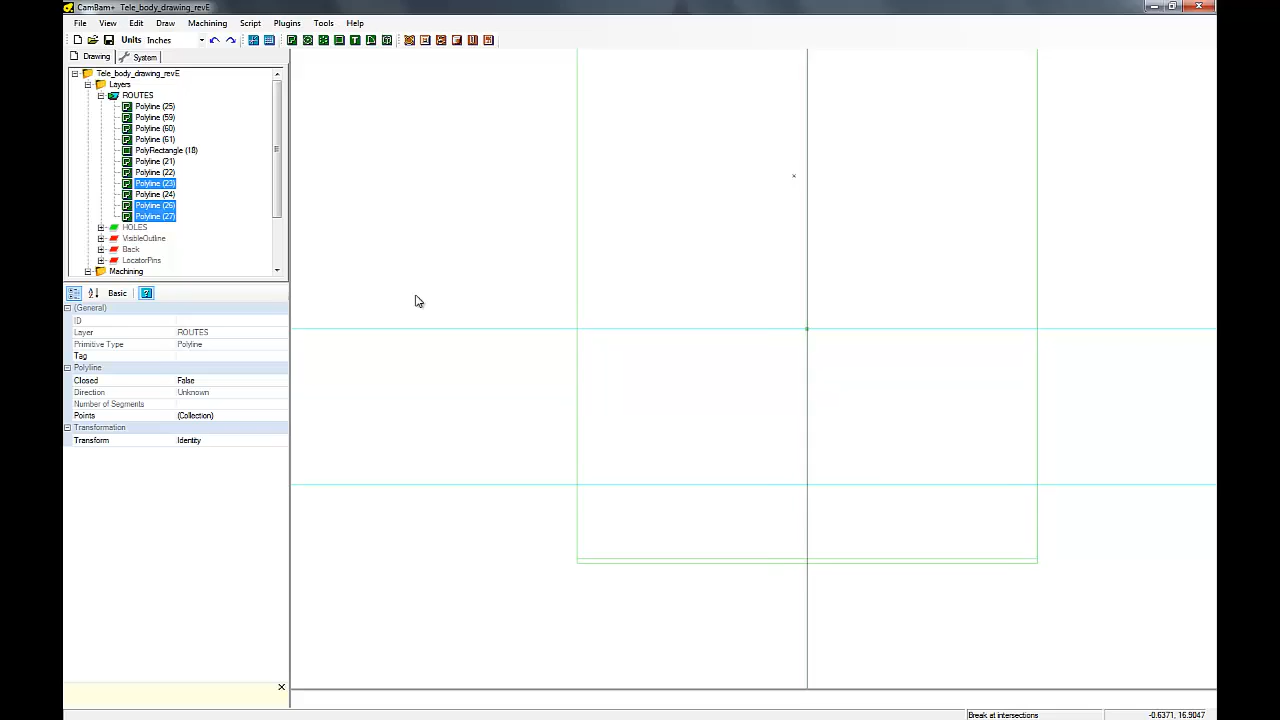 CamBam+ Tele_body_drawing_revE
File View Edit Draw Machining Script Plugins Tools Help
Units Inches
Drawing System
Tele_body_drawing_revE
Layers
ROUTES
Polyline (25)
Polyline (59)
Polyline (60)
Polyline (61)
PolyRectangle (18)
Polyline (21)
Polyline (22)
Polyline (23)
Polyline (24)
Polyline (26)
Polyline (27)
HOLES
VisibleOutline
Back
LocatorPins
Machining
Basic
(General)
ID
Layer ROUTES
Primitive Type Polyline
Tag
Polyline
Closed False
Direction Unknown
Number of Segments
Points (Collection)
Transformation
Transform Identity
Break at intersections -0.6371, 16.9047